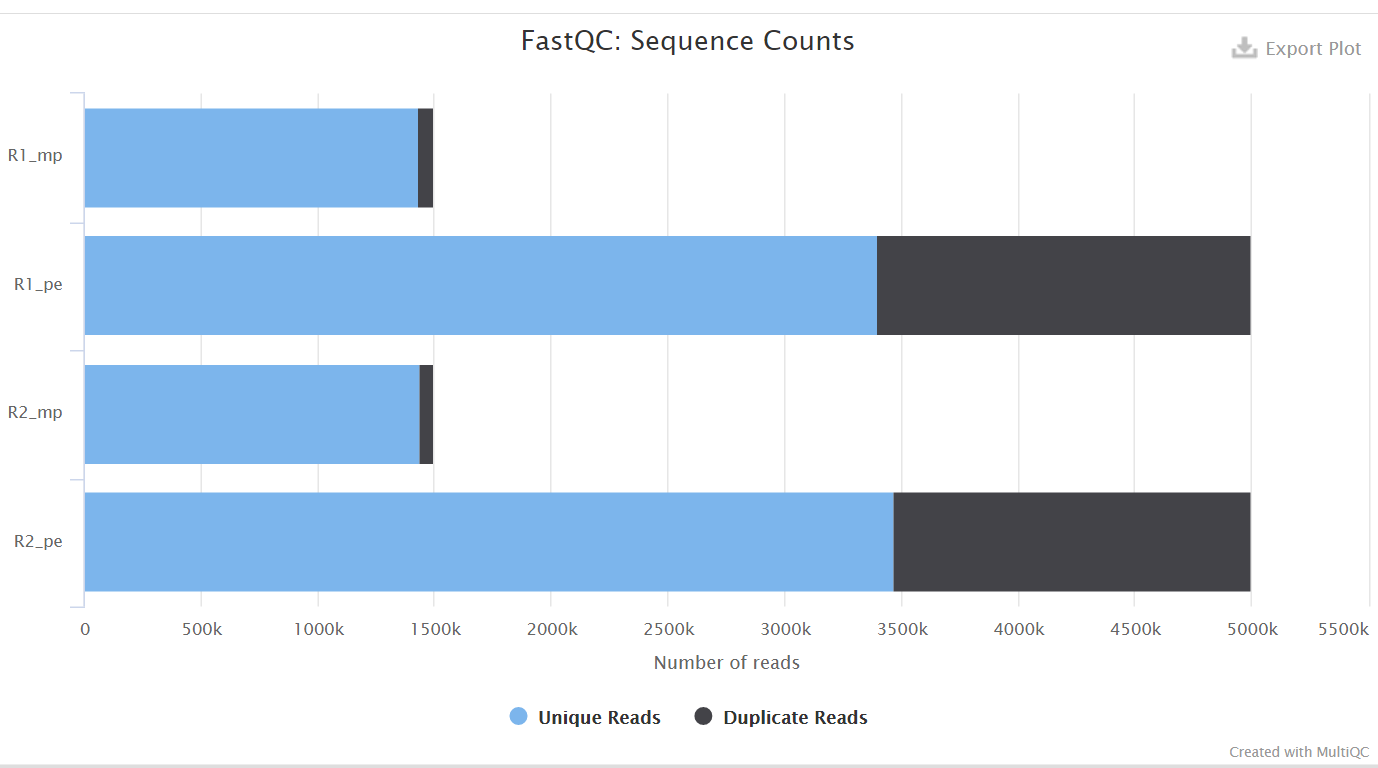 FastQC: Sequence Counts
Export Plot
R1_mp
R1_pe
R2_mp
R2_pe
0 500k 1000k 1500k 2000k 2500k 3000k 3500k 4000k 4500k 5000k 5500k
Number of reads
Unique Reads Duplicate Reads
Created with MultiQC